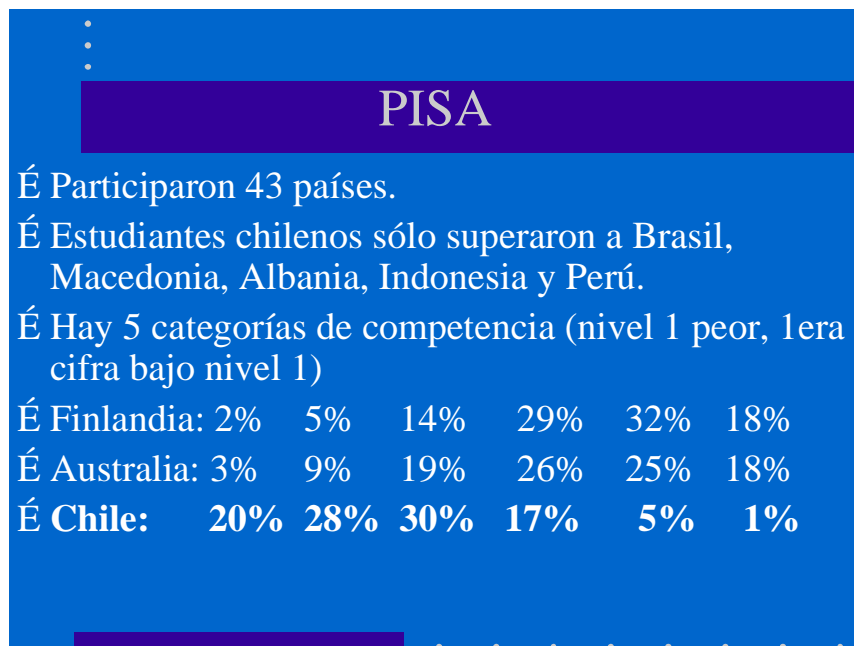 PISA
É Participaron 43 países.
É Estudiantes chilenos sólo superaron a Brasil,
Macedonia, Albania, Indonesia y Perú.
É Hay 5 categorías de competencia (nivel 1 peor, 1era
cifra bajo nivel 1)
É Finlandia: 2% 5% 14% 29% 32% 18%
É Australia: 3% 9% 19% 26% 25% 18%
É Chile: 20% 28% 30% 17% 5% 1%